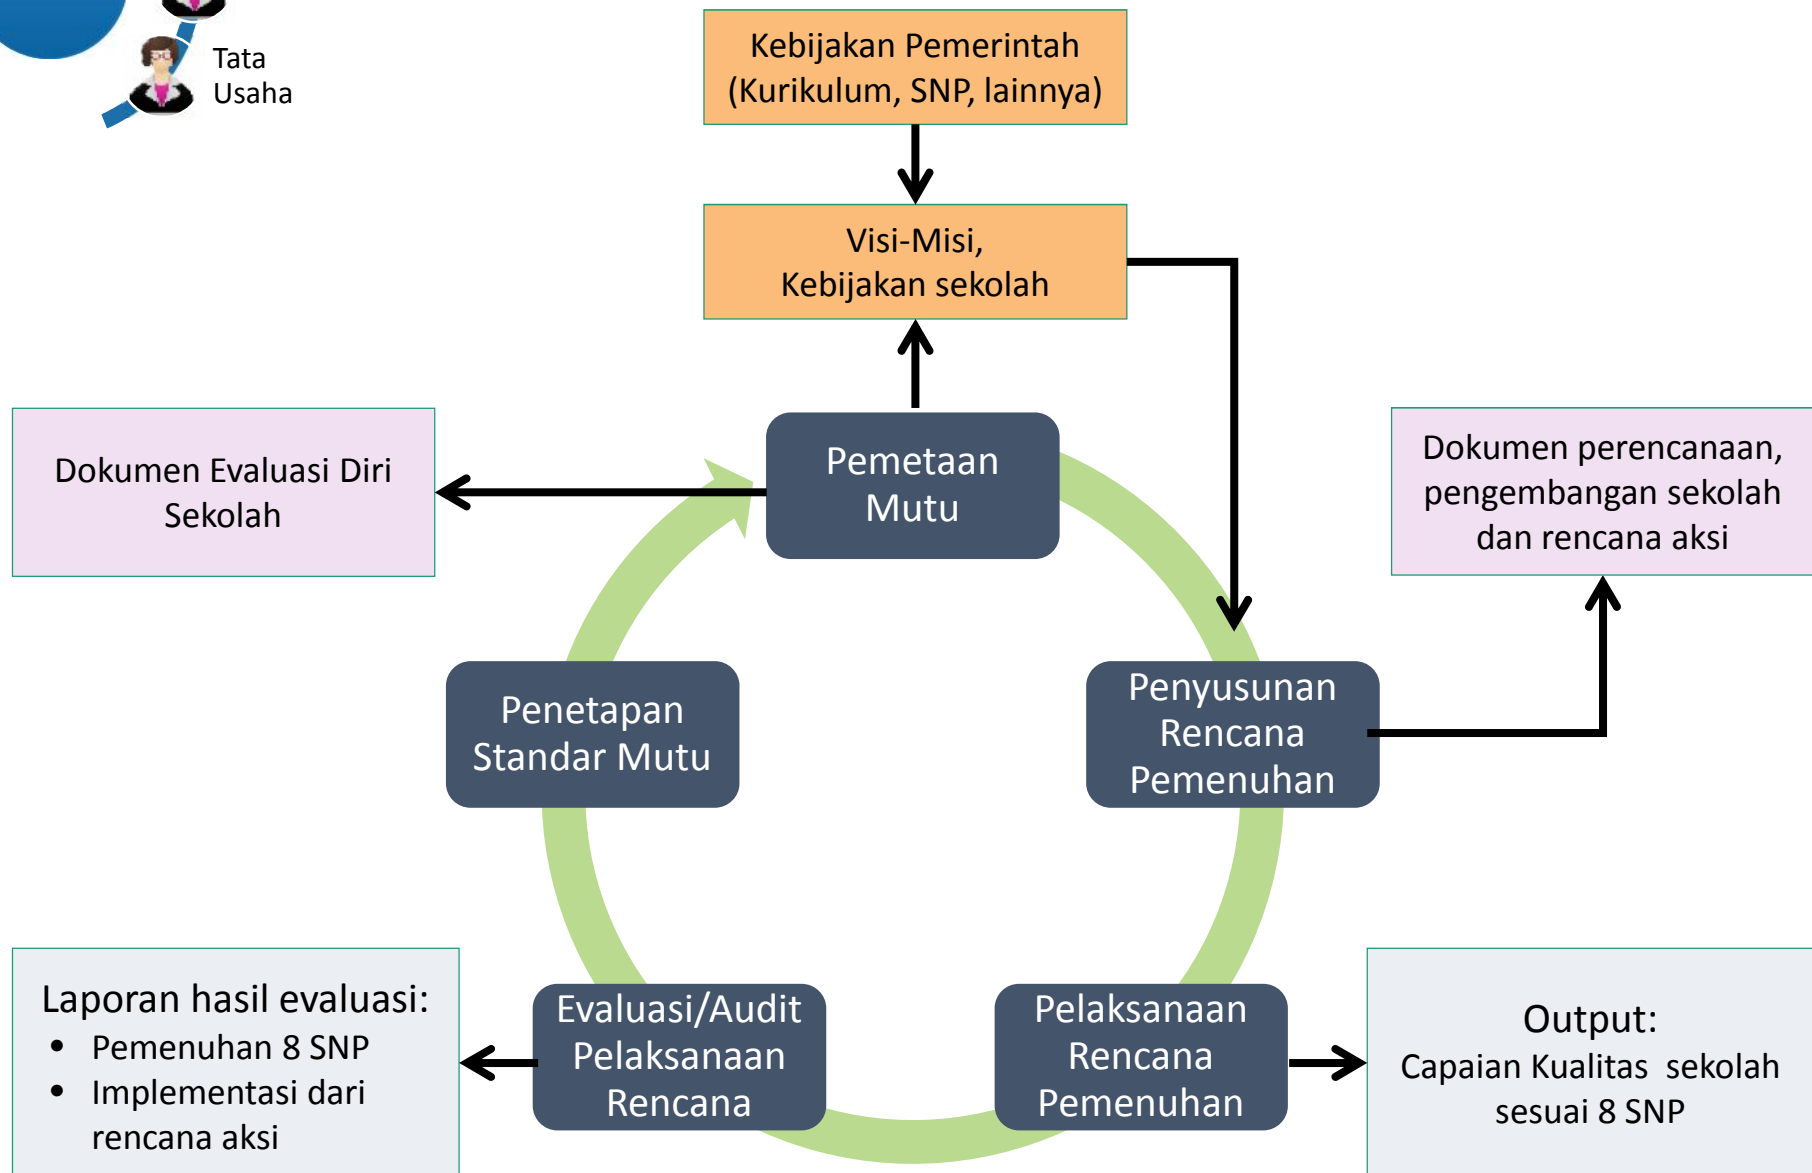 Tata
Usaha
Kebijakan Pemerintah
(Kurikulum, SNP, lainnya)
Visi-Misi,
Kebijakan sekolah
Pemetaan
Mutu
Dokumen Evaluasi Diri
Sekolah
Dokumen perencanaan,
pengembangan sekolah
dan rencana aksi
Penetapan
Standar Mutu
Penyusunan
Rencana
Pemenuhan
Laporan hasil evaluasi:
• Pemenuhan 8 SNP
• Implementasi dari
rencana aksi
Evaluasi/Audit
Pelaksanaan
Rencana
Pelaksanaan
Rencana
Pemenuhan
Output:
Capaian Kualitas sekolah
sesuai 8 SNP